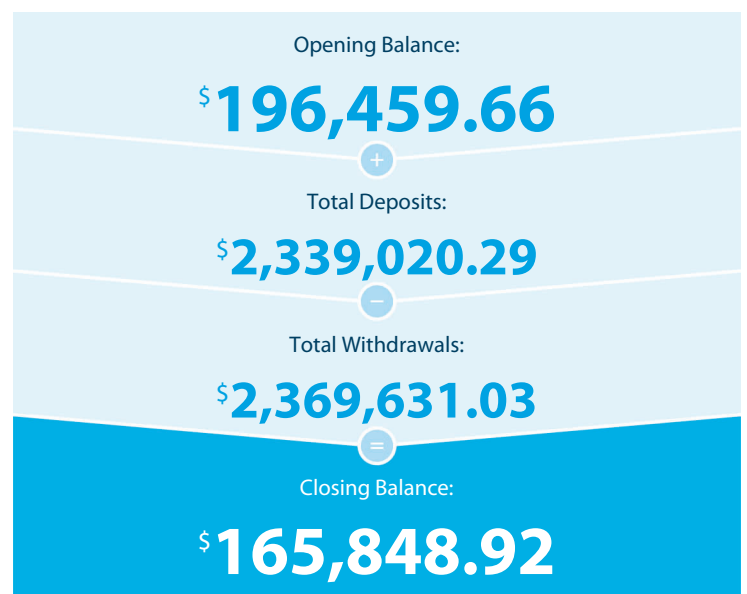 Opening Balance:
$196,459.66
+
Total Deposits:
$2,339,020.29
−
Total Withdrawals:
$2,369,631.03
=
Closing Balance:
$165,848.92